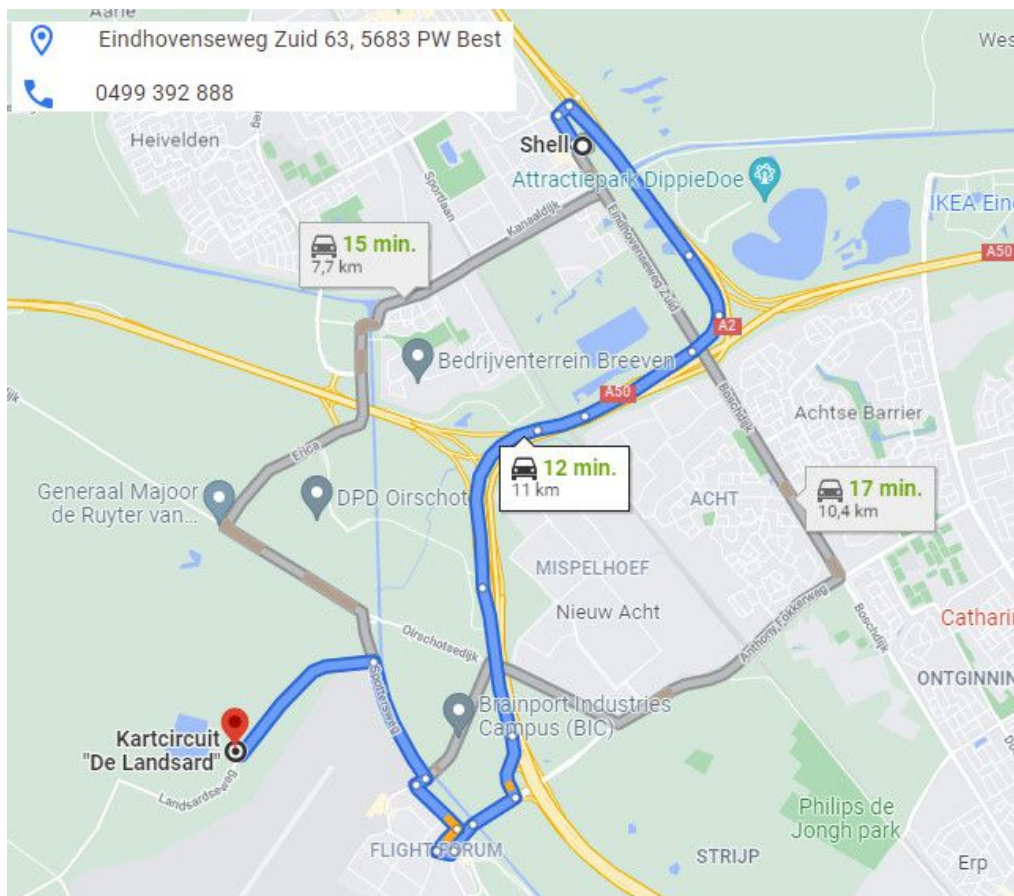 Aarle
Eindhovenseweg Zuid 63, 5683 PW Best
0499 392 888
Heivelden
Spordaan
Shell
Attractiepark DippieDoe
Kanaaldijk
Eindhovenseweg Zuid
IKEA Ein
15 min.
7,7 km
A50
A2
Bedrijventerrein Breeven
A50
Boschdijk
Achtse Barrier
Erica
12 min.
11 km
Generaal Majoor
de Ruyter van...
DPD Oirschot
ACHT
17 min.
10,4 km
MISPELHOEF
Nieuw Acht
Anthony Fokkerweg
Boschdijk
Catharin
Oirschotsedijk
Spottersweg
ONTGINNIN
Brainport Industries
Campus (BIC)
Kartcircuit
"De Landsard"
Landsardseweg
Philips de
Jongh park
FLIGHT FORUM
STRIJP
Erp